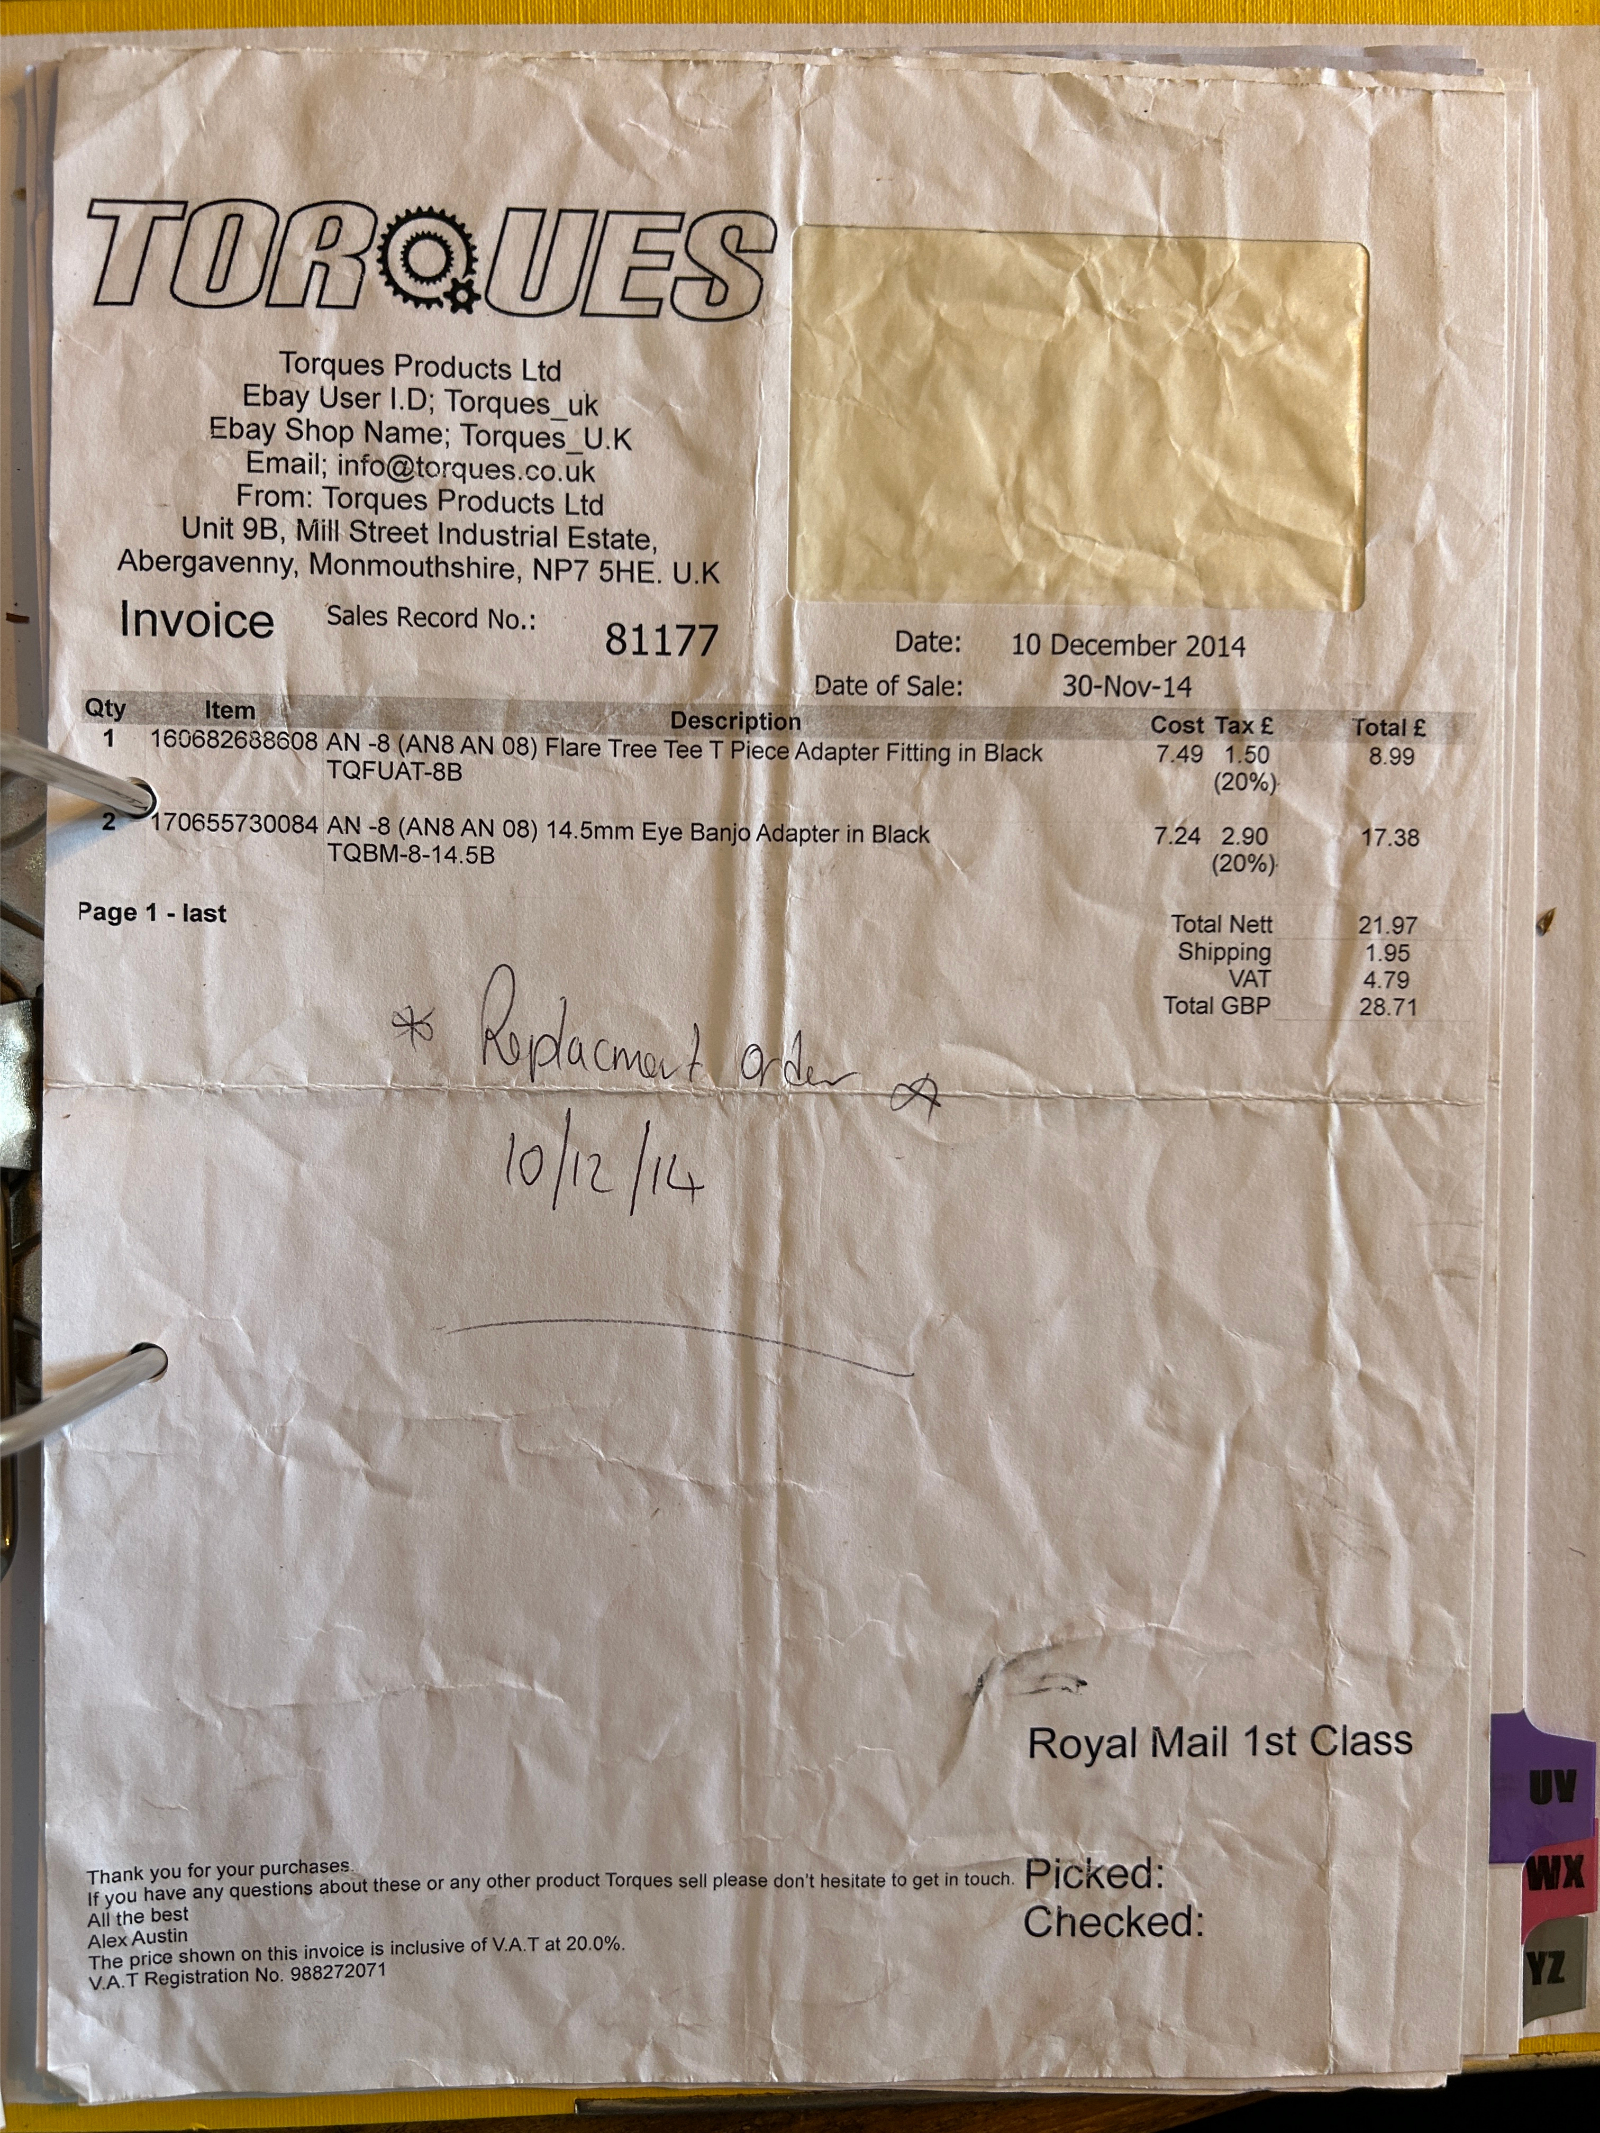 TORQUES
Torques Products Ltd
Ebay User I.D; Torques_uk
Ebay Shop Name; Torques_U.K
Email; info@torques.co.uk
From: Torques Products Ltd
Unit 9B, Mill Street Industrial Estate,
Abergavenny, Monmouthshire, NP7 5HE. U.K
Invoice Sales Record No.: 81177
Date: 10 December 2014
Date of Sale: 30-Nov-14
Qty Item Description Cost Tax £ Total £
1 160682688608 AN -8 (AN8 AN 08) Flare Tree Tee T Piece Adapter Fitting in Black 7.49 1.50 8.99
TQFUAT-8B (20%)
2 170655730084 AN -8 (AN8 AN 08) 14.5mm Eye Banjo Adapter in Black 7.24 2.90 17.38
TQBM-8-14.5B (20%)
Page 1 - last
Total Nett 21.97
Shipping 1.95
VAT 4.79
Total GBP 28.71
* Replacment order *
10/12/14
Royal Mail 1st Class
Thank you for your purchases.
If you have any questions about these or any other product Torques sell please don't hesitate to get in touch.
All the best
Alex Austin
The price shown on this invoice is inclusive of V.A.T at 20.0%.
V.A.T Registration No. 988272071
Picked:
Checked:
UV
WX
YZ